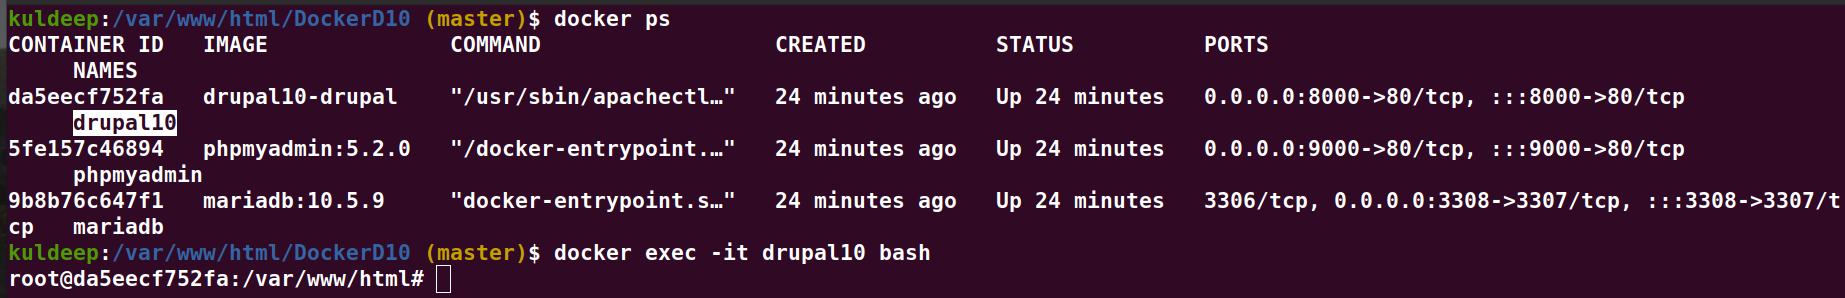 kuldeep:/var/www/html/DockerD10 (master)$ docker ps
CONTAINER ID   IMAGE              COMMAND                  CREATED          STATUS          PORTS
     NAMES
da5eecf752fa   drupal10-drupal    "/usr/sbin/apachectl…"   24 minutes ago   Up 24 minutes   0.0.0.0:8000->80/tcp, :::8000->80/tcp
     drupal10
5fe157c46894   phpmyadmin:5.2.0   "/docker-entrypoint.…"   24 minutes ago   Up 24 minutes   0.0.0.0:9000->80/tcp, :::9000->80/tcp
     phpmyadmin
9b8b76c647f1   mariadb:10.5.9     "docker-entrypoint.s…"   24 minutes ago   Up 24 minutes   3306/tcp, 0.0.0.0:3308->3307/tcp, :::3308->3307/t
cp   mariadb
kuldeep:/var/www/html/DockerD10 (master)$ docker exec -it drupal10 bash
root@da5eecf752fa:/var/www/html#